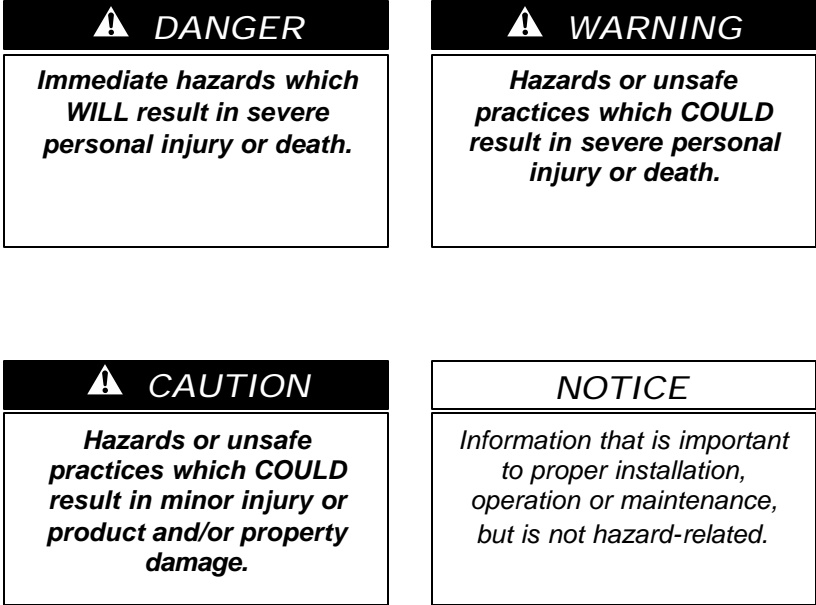 DANGER
Immediate hazards which
WILL result in severe
personal injury or death.
WARNING
Hazards or unsafe
practices which COULD
result in severe personal
injury or death.
CAUTION
Hazards or unsafe
practices which COULD
result in minor injury or
product and/or property
damage.
NOTICE
Information that is important
to proper installation,
operation or maintenance,
but is not hazard-related.